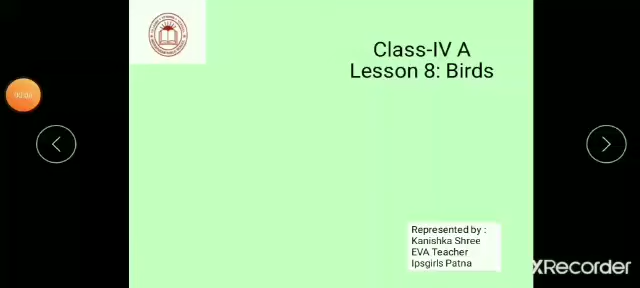 Class-IV A
Lesson 8: Birds
Represented by :
Kanishka Shree
EVA Teacher
Ipsgirls Patna
XRecorder